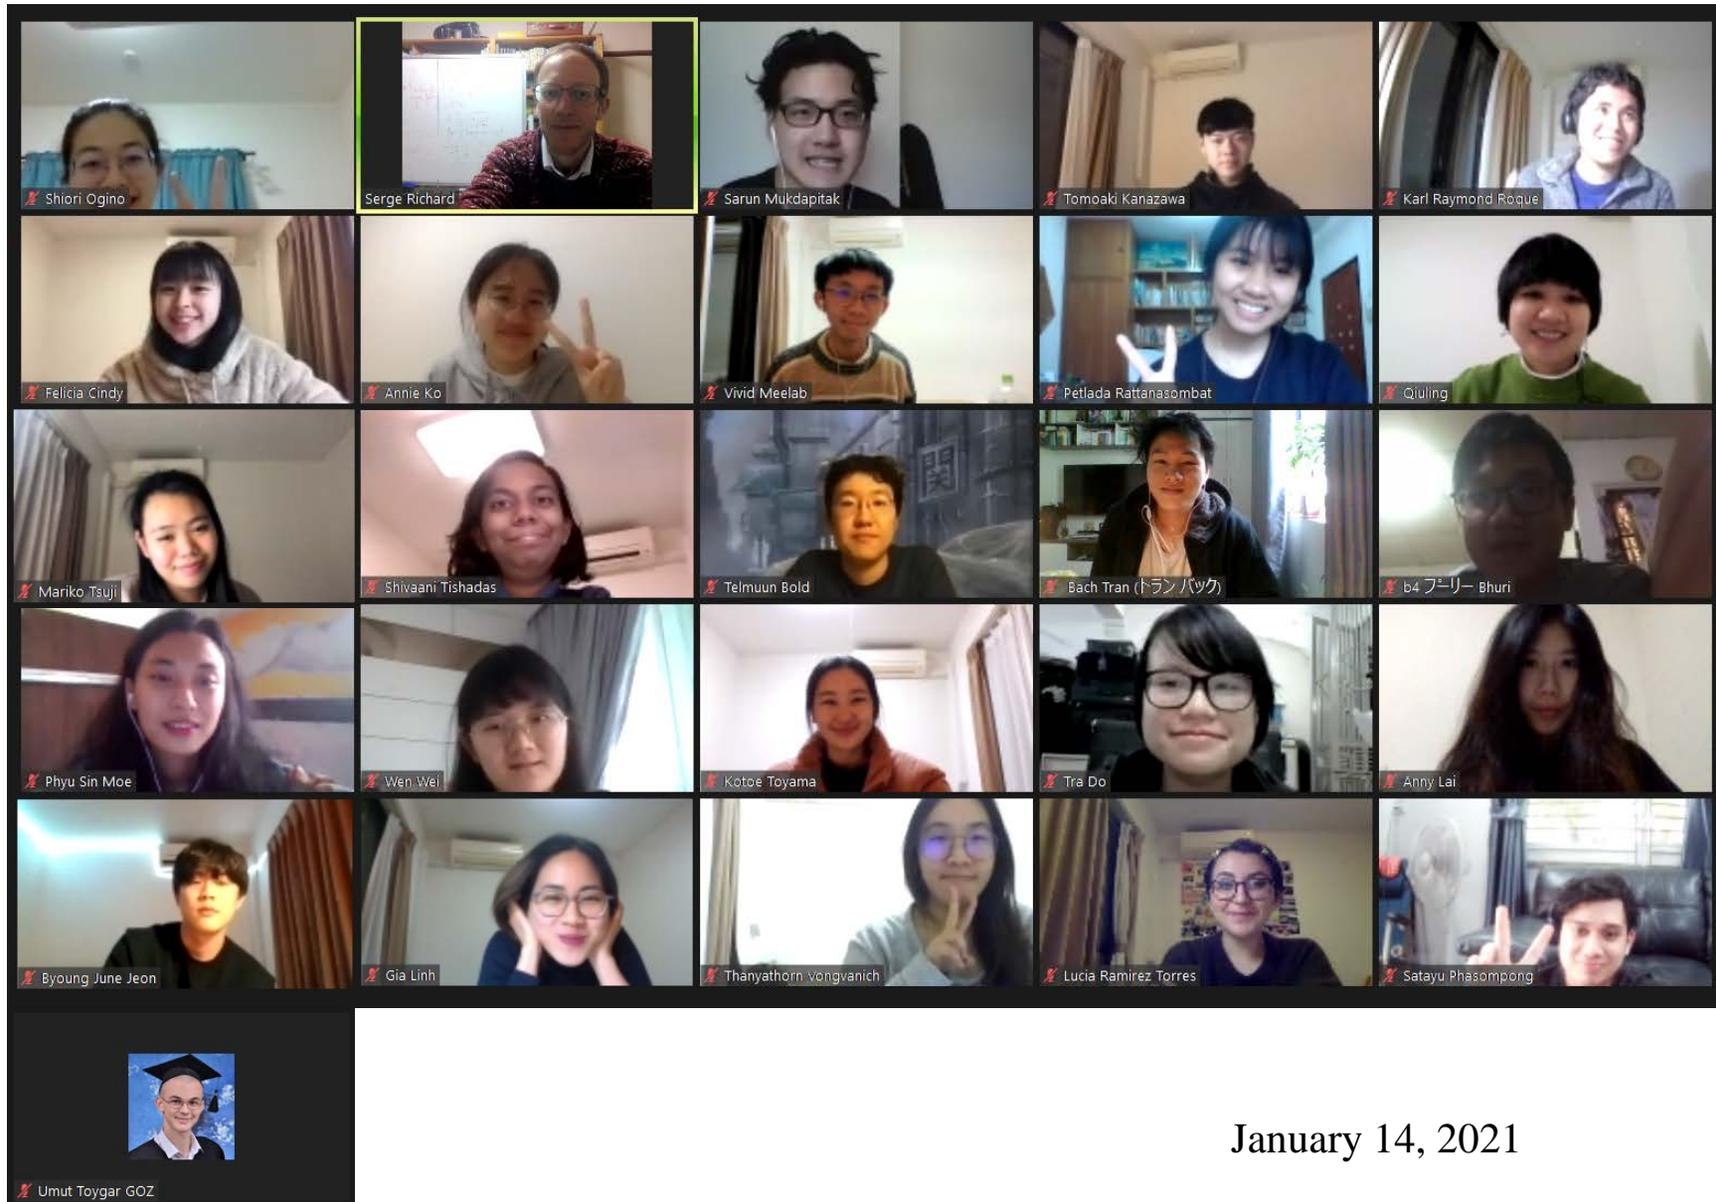 Shiori Ogino
Serge Richard
Sarun Mukdapitak
Tomoaki Kanazawa
Karl Raymond Roque
Felicia Cindy
Annie Ko
Vivid Meelab
Petlada Rattanasombat
Qiuling
Mariko Tsuji
Shivaani Tishadas
関
Telmuun Bold
Bach Tran (トラン バック)
b4 プーリー Bhuri
Phyu Sin Moe
Wen Wei
Kotoe Toyama
Tra Do
Anny Lai
Byoung June Jeon
Gia Linh
Thanyathorn Vongvanich
Lucia Ramirez Torres
Satayu Phasompong
Umut Toygar GOZ
January 14, 2021